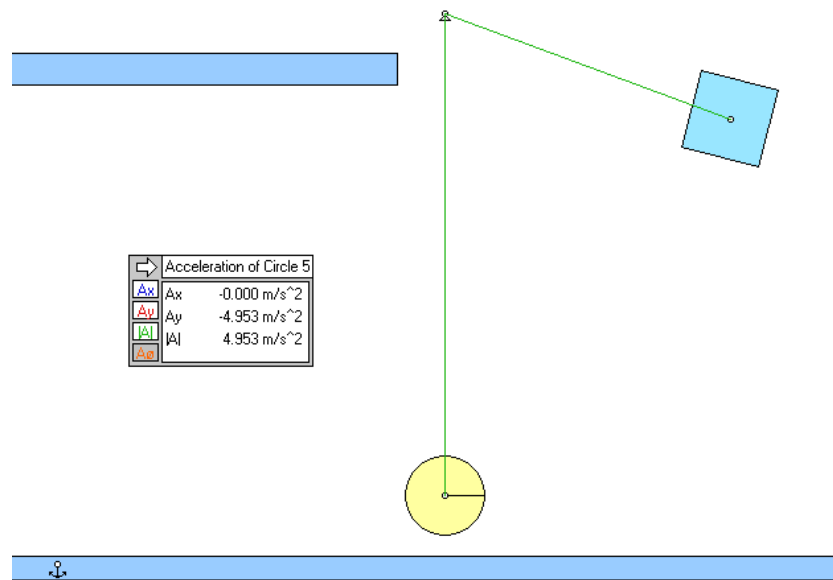 Acceleration of Circle 5
Ax Ax -0.000 m/s^2
Ay Ay -4.953 m/s^2
|A| |A| 4.953 m/s^2
Aø